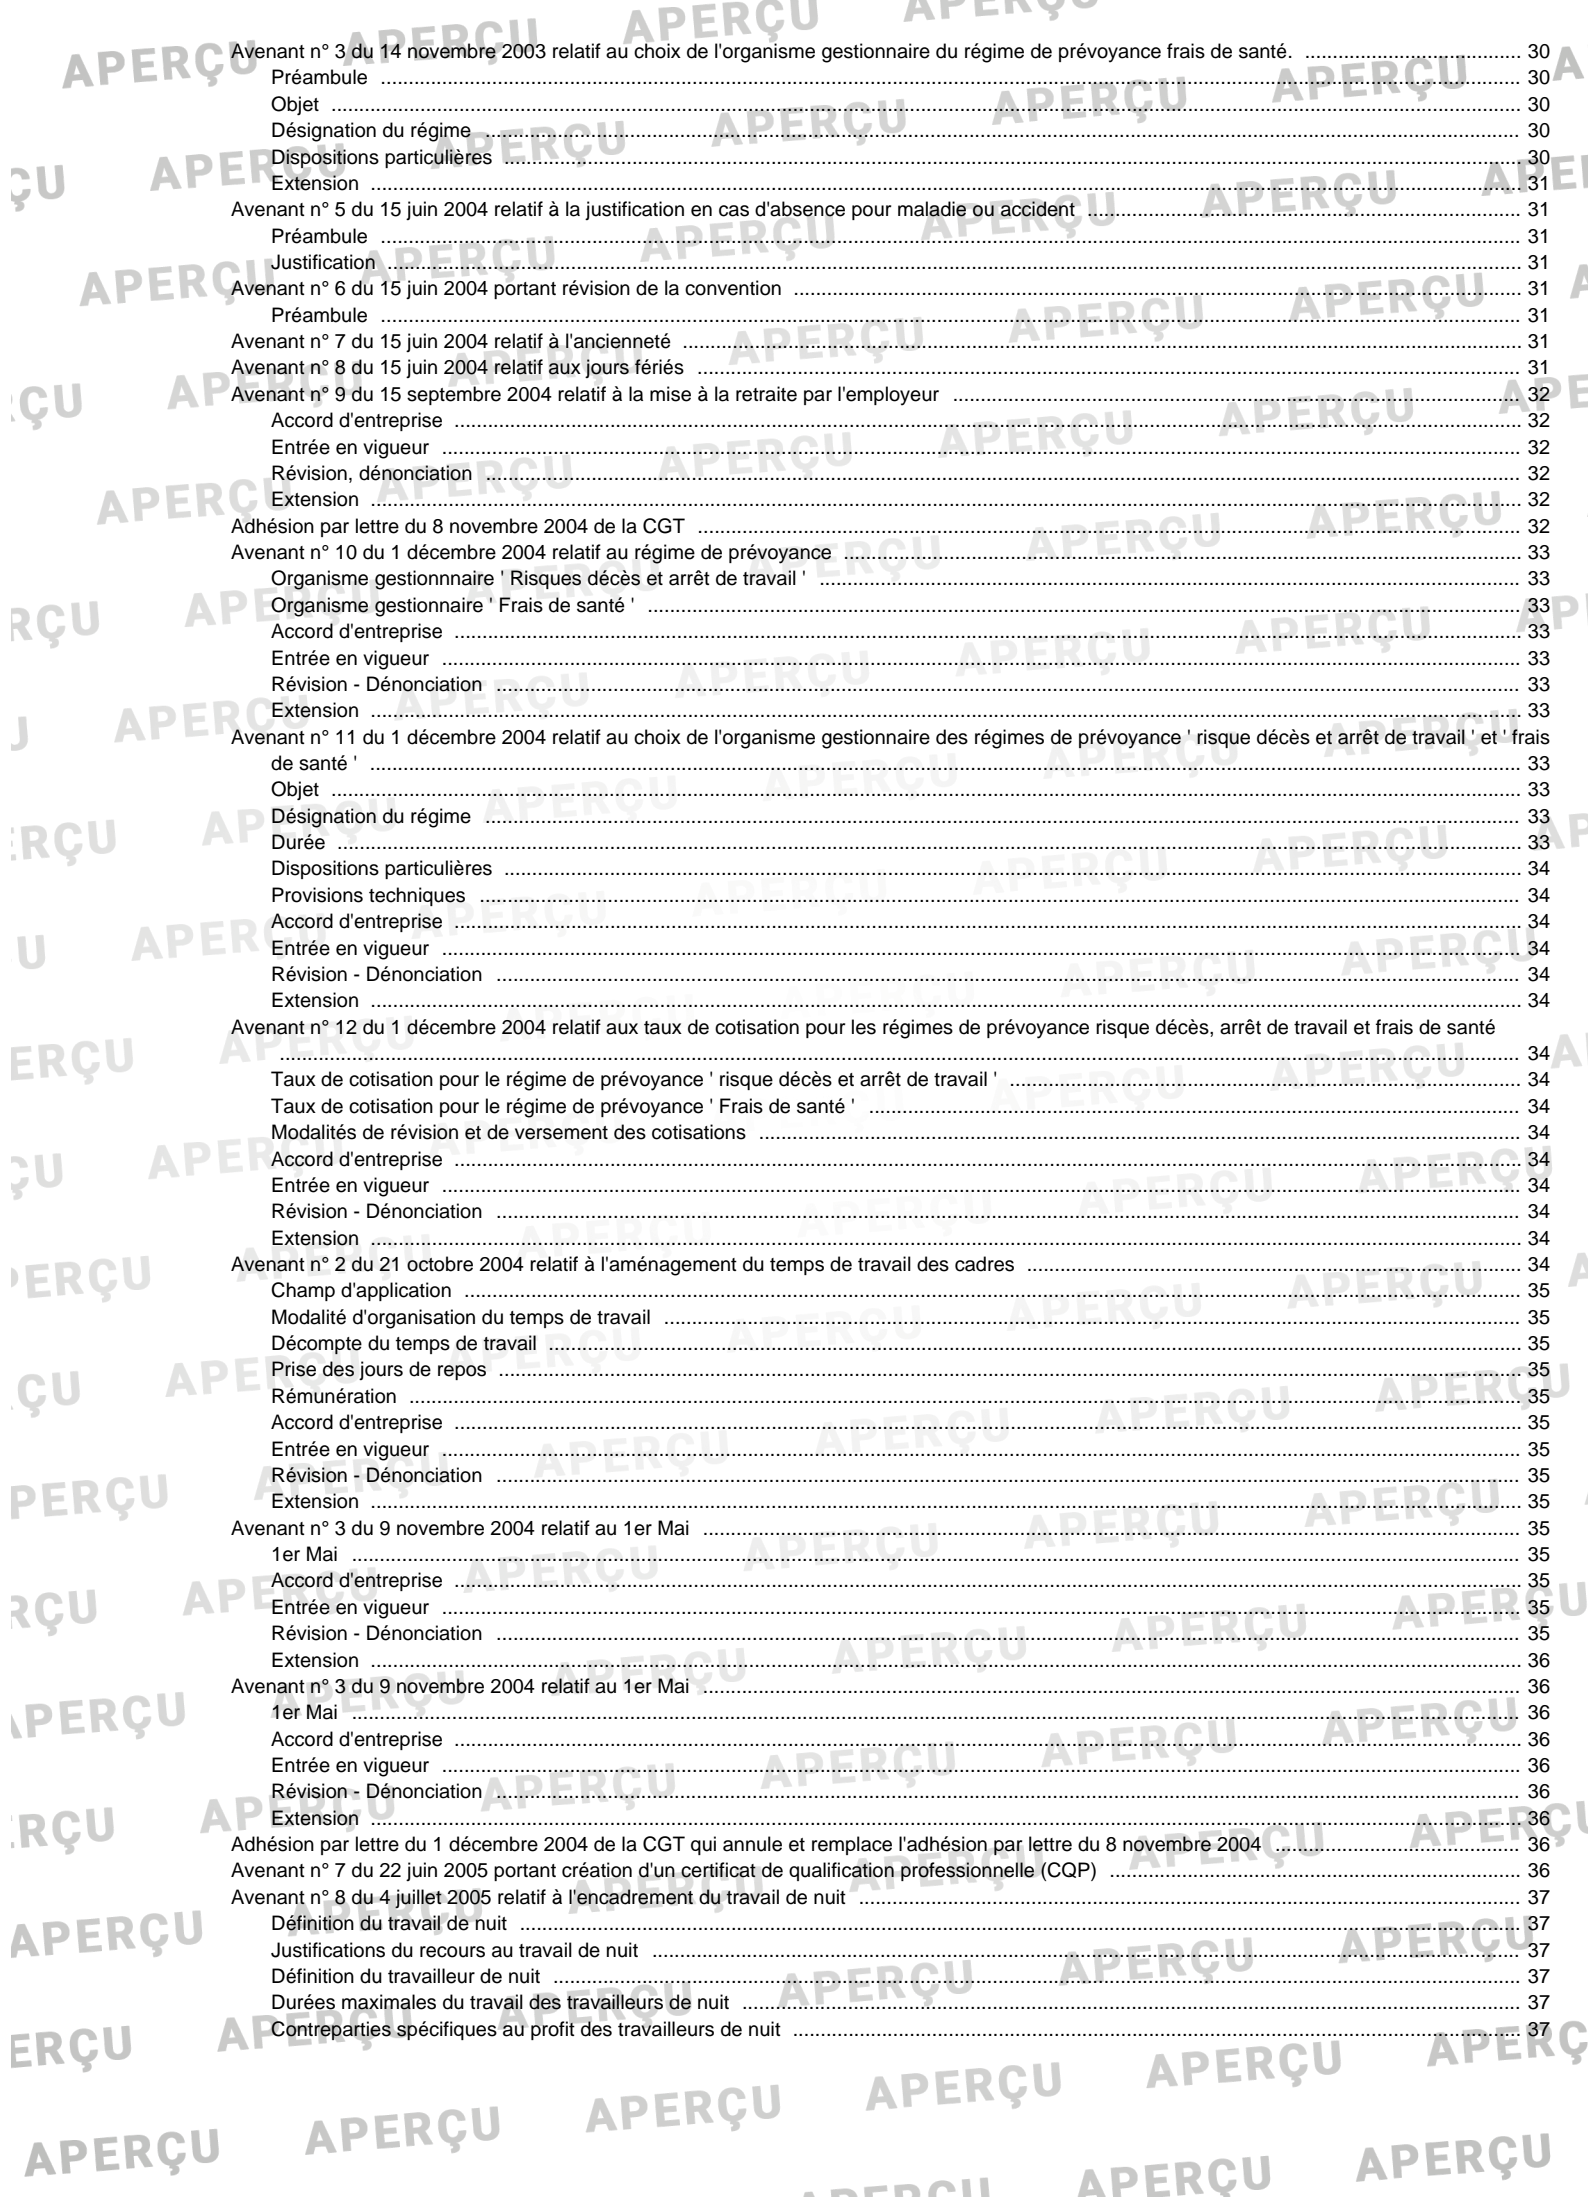 Avenant n° 3 du 14 novembre 2003 relatif au choix de l'organisme gestionnaire du régime de prévoyance frais de santé. ........ 30
Préambule ........ 30
Objet ........ 30
Désignation du régime ........ 30
Dispositions particulières ........ 30
Extension ........ 31
Avenant n° 5 du 15 juin 2004 relatif à la justification en cas d'absence pour maladie ou accident ........ 31
Préambule ........ 31
Justification ........ 31
Avenant n° 6 du 15 juin 2004 portant révision de la convention ........ 31
Préambule ........ 31
Avenant n° 7 du 15 juin 2004 relatif à l'ancienneté ........ 31
Avenant n° 8 du 15 juin 2004 relatif aux jours fériés ........ 31
Avenant n° 9 du 15 septembre 2004 relatif à la mise à la retraite par l'employeur ........ 32
Accord d'entreprise ........ 32
Entrée en vigueur ........ 32
Révision, dénonciation ........ 32
Extension ........ 32
Adhésion par lettre du 8 novembre 2004 de la CGT ........ 32
Avenant n° 10 du 1 décembre 2004 relatif au régime de prévoyance ........ 33
Organisme gestionnnaire ' Risques décès et arrêt de travail ' ........ 33
Organisme gestionnaire ' Frais de santé ' ........ 33
Accord d'entreprise ........ 33
Entrée en vigueur ........ 33
Révision - Dénonciation ........ 33
Extension ........ 33
Avenant n° 11 du 1 décembre 2004 relatif au choix de l'organisme gestionnaire des régimes de prévoyance ' risque décès et arrêt de travail ' et ' frais
de santé ' ........ 33
Objet ........ 33
Désignation du régime ........ 33
Durée ........ 33
Dispositions particulières ........ 34
Provisions techniques ........ 34
Accord d'entreprise ........ 34
Entrée en vigueur ........ 34
Révision - Dénonciation ........ 34
Extension ........ 34
Avenant n° 12 du 1 décembre 2004 relatif aux taux de cotisation pour les régimes de prévoyance risque décès, arrêt de travail et frais de santé
........ 34
Taux de cotisation pour le régime de prévoyance ' risque décès et arrêt de travail ' ........ 34
Taux de cotisation pour le régime de prévoyance ' Frais de santé ' ........ 34
Modalités de révision et de versement des cotisations ........ 34
Accord d'entreprise ........ 34
Entrée en vigueur ........ 34
Révision - Dénonciation ........ 34
Extension ........ 34
Avenant n° 2 du 21 octobre 2004 relatif à l'aménagement du temps de travail des cadres ........ 34
Champ d'application ........ 35
Modalité d'organisation du temps de travail ........ 35
Décompte du temps de travail ........ 35
Prise des jours de repos ........ 35
Rémunération ........ 35
Accord d'entreprise ........ 35
Entrée en vigueur ........ 35
Révision - Dénonciation ........ 35
Extension ........ 35
Avenant n° 3 du 9 novembre 2004 relatif au 1er Mai ........ 35
1er Mai ........ 35
Accord d'entreprise ........ 35
Entrée en vigueur ........ 35
Révision - Dénonciation ........ 35
Extension ........ 36
Avenant n° 3 du 9 novembre 2004 relatif au 1er Mai ........ 36
1er Mai ........ 36
Accord d'entreprise ........ 36
Entrée en vigueur ........ 36
Révision - Dénonciation ........ 36
Extension ........ 36
Adhésion par lettre du 1 décembre 2004 de la CGT qui annule et remplace l'adhésion par lettre du 8 novembre 2004 ........ 36
Avenant n° 7 du 22 juin 2005 portant création d'un certificat de qualification professionnelle (CQP) ........ 36
Avenant n° 8 du 4 juillet 2005 relatif à l'encadrement du travail de nuit ........ 37
Définition du travail de nuit ........ 37
Justifications du recours au travail de nuit ........ 37
Définition du travailleur de nuit ........ 37
Durées maximales du travail des travailleurs de nuit ........ 37
Contreparties spécifiques au profit des travailleurs de nuit ........ 37
APERÇU